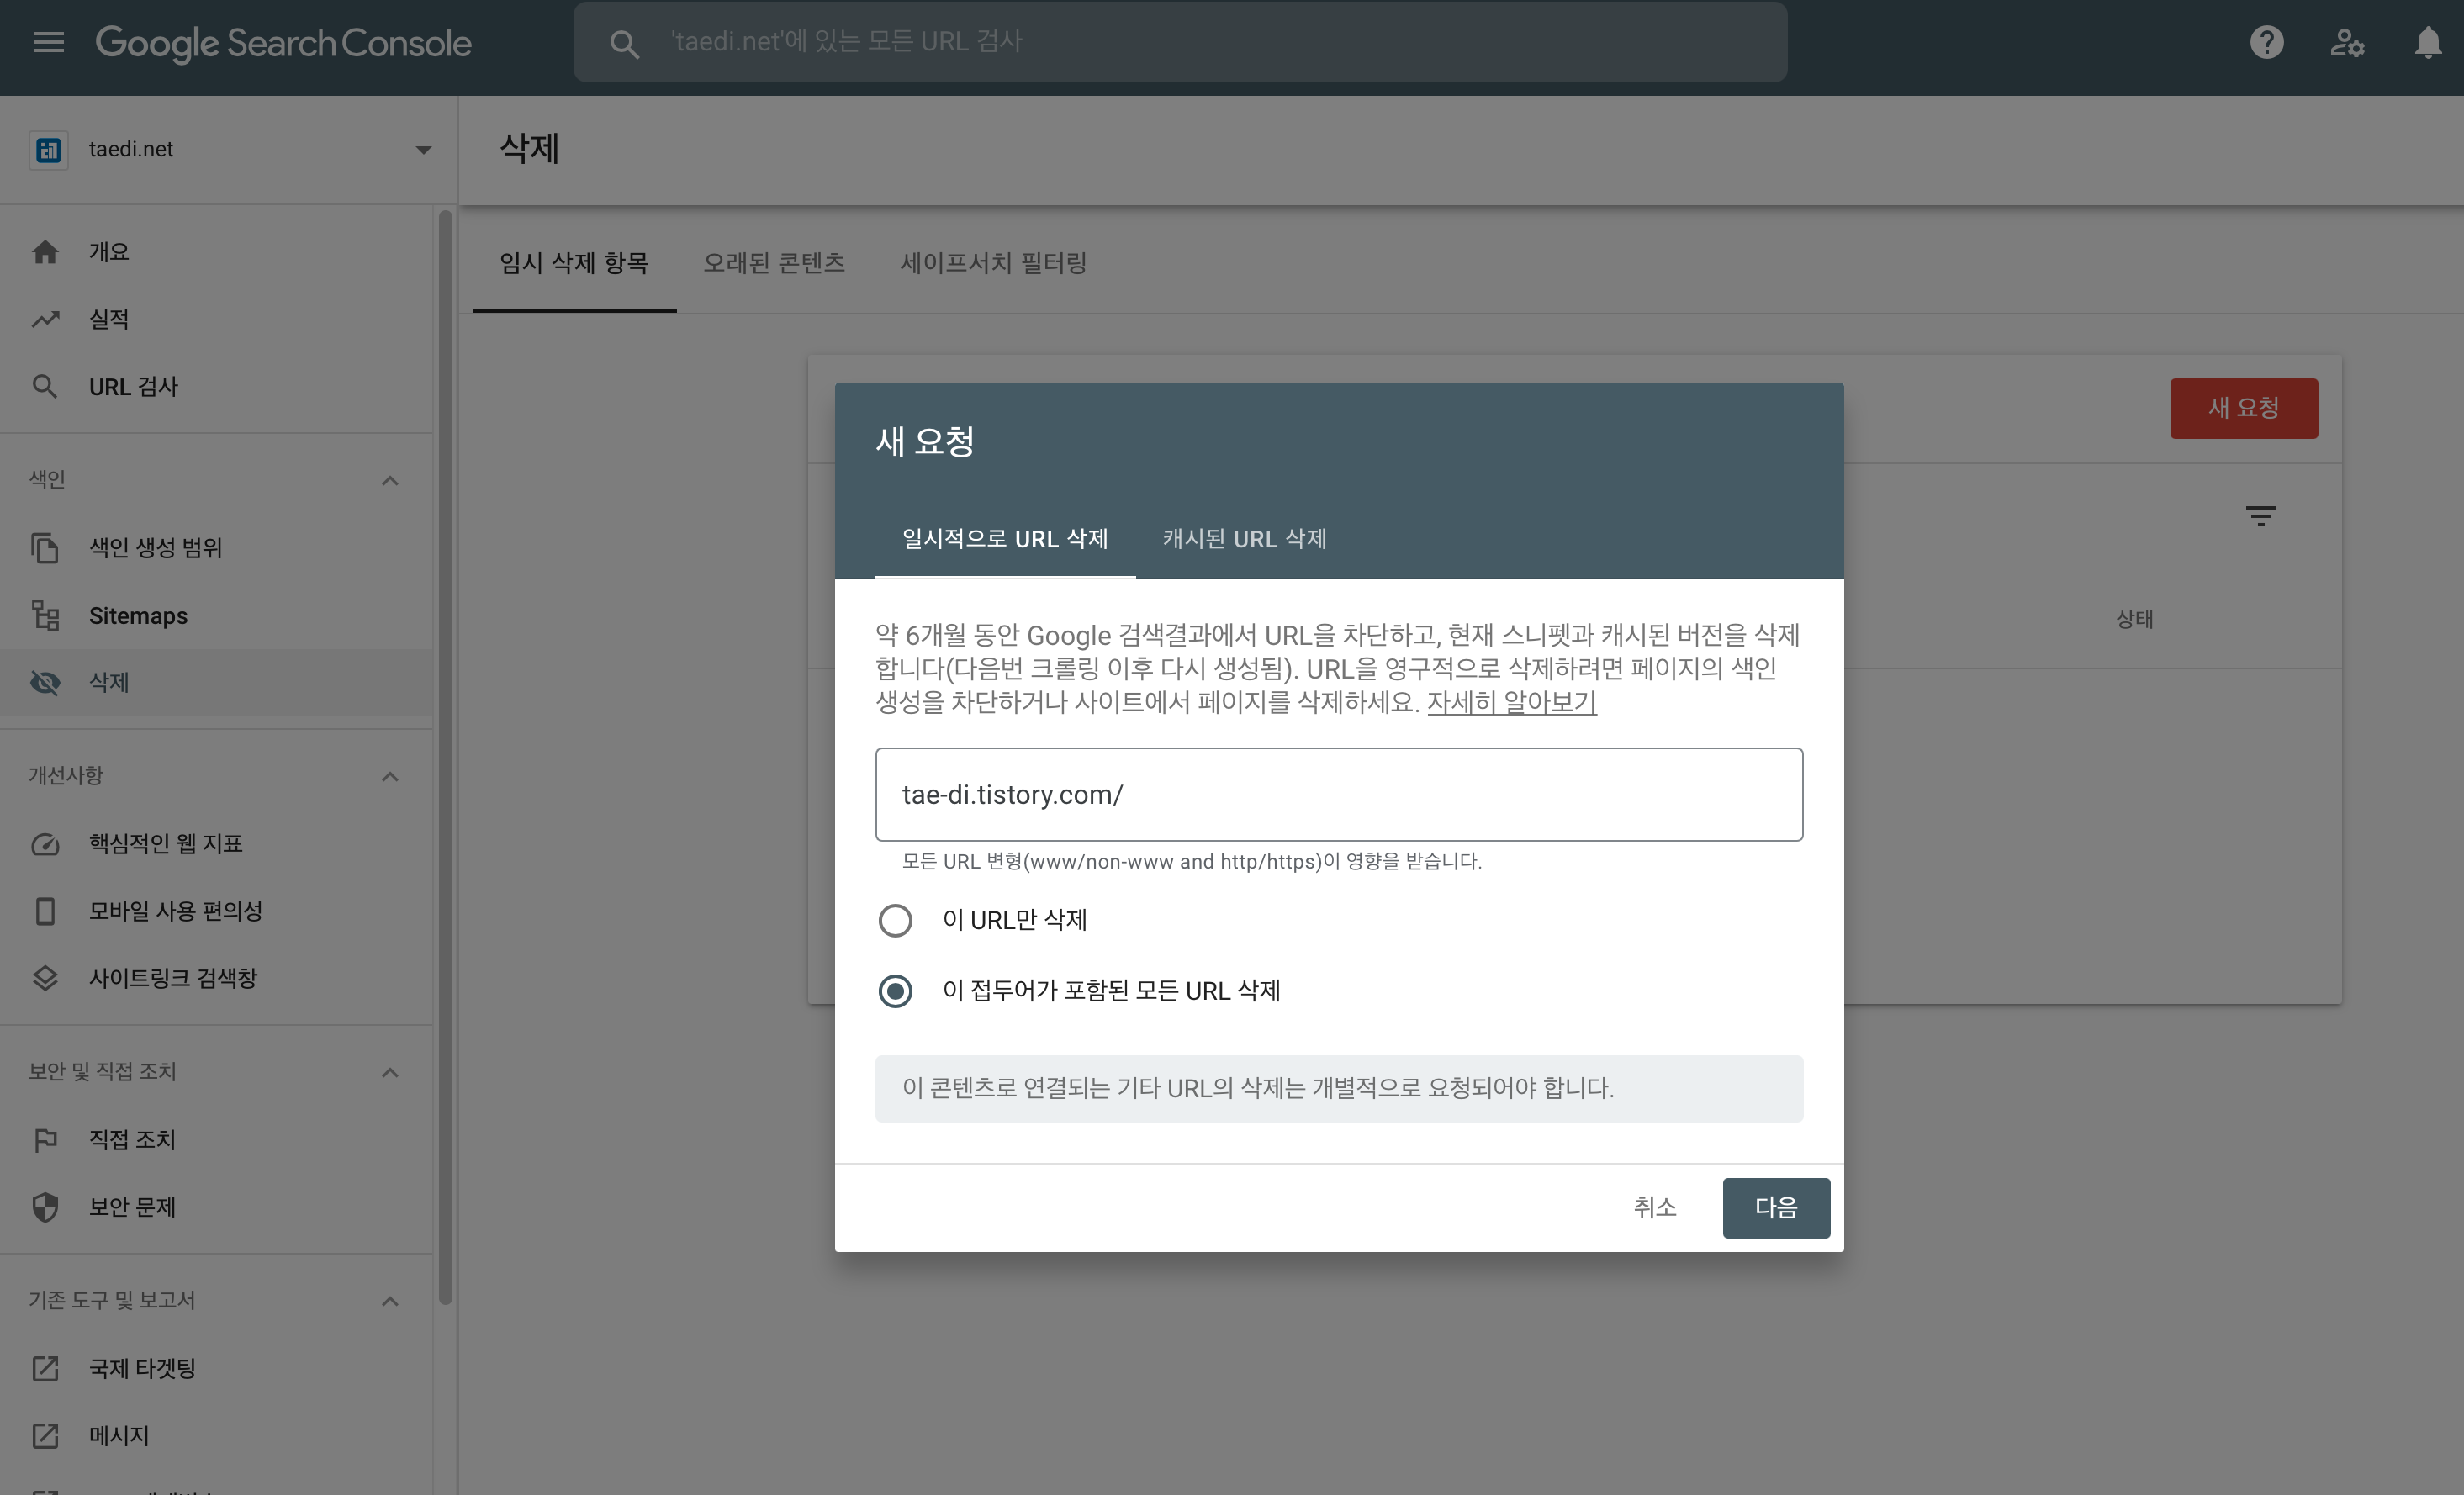 Google Search Console
'taedi.net'에 있는 모든 URL 검사
taedi.net
삭제
개요
실적
URL 검사
색인
색인 생성 범위
Sitemaps
삭제
개선사항
핵심적인 웹 지표
모바일 사용 편의성
사이트링크 검색창
보안 및 직접 조치
직접 조치
보안 문제
기존 도구 및 보고서
국제 타겟팅
메시지
임시 삭제 항목
오래된 콘텐츠
세이프서치 필터링
새 요청
상태
새 요청
일시적으로 URL 삭제
캐시된 URL 삭제
약 6개월 동안 Google 검색결과에서 URL을 차단하고, 현재 스니펫과 캐시된 버전을 삭제
합니다(다음번 크롤링 이후 다시 생성됨). URL을 영구적으로 삭제하려면 페이지의 색인
생성을 차단하거나 사이트에서 페이지를 삭제하세요. 자세히 알아보기
tae-di.tistory.com/
모든 URL 변형(www/non-www and http/https)이 영향을 받습니다.
이 URL만 삭제
이 접두어가 포함된 모든 URL 삭제
이 콘텐츠로 연결되는 기타 URL의 삭제는 개별적으로 요청되어야 합니다.
취소
다음